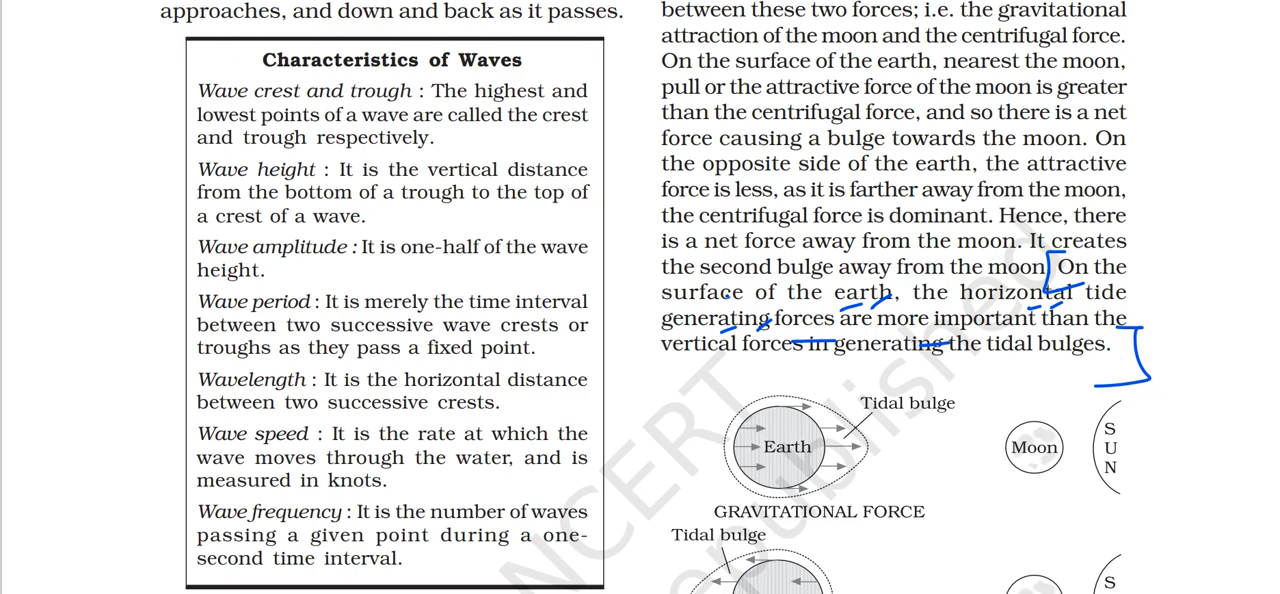 approaches, and down and back as it passes.
Characteristics of Waves
Wave crest and trough : The highest and
lowest points of a wave are called the crest
and trough respectively.
Wave height : It is the vertical distance
from the bottom of a trough to the top of
a crest of a wave.
Wave amplitude : It is one-half of the wave
height.
Wave period : It is merely the time interval
between two successive wave crests or
troughs as they pass a fixed point.
Wavelength : It is the horizontal distance
between two successive crests.
Wave speed : It is the rate at which the
wave moves through the water, and is
measured in knots.
Wave frequency : It is the number of waves
passing a given point during a one-
second time interval.
between these two forces; i.e. the gravitational
attraction of the moon and the centrifugal force.
On the surface of the earth, nearest the moon,
pull or the attractive force of the moon is greater
than the centrifugal force, and so there is a net
force causing a bulge towards the moon. On
the opposite side of the earth, the attractive
force is less, as it is farther away from the moon,
the centrifugal force is dominant. Hence, there
is a net force away from the moon. It creates
the second bulge away from the moon. On the
surface of the earth, the horizontal tide
generating forces are more important than the
vertical forces in generating the tidal bulges.
Tidal bulge
Earth
Moon
S
U
N
GRAVITATIONAL FORCE
Tidal bulge
S
NCERT